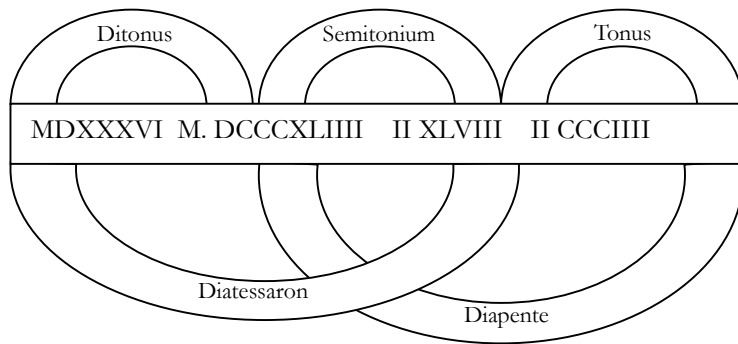 Ditonus Semitonium Tonus
MDXXXVI M. DCCCXLIIII II XLVIII II CCCIIII
Diatessaron
Diapente